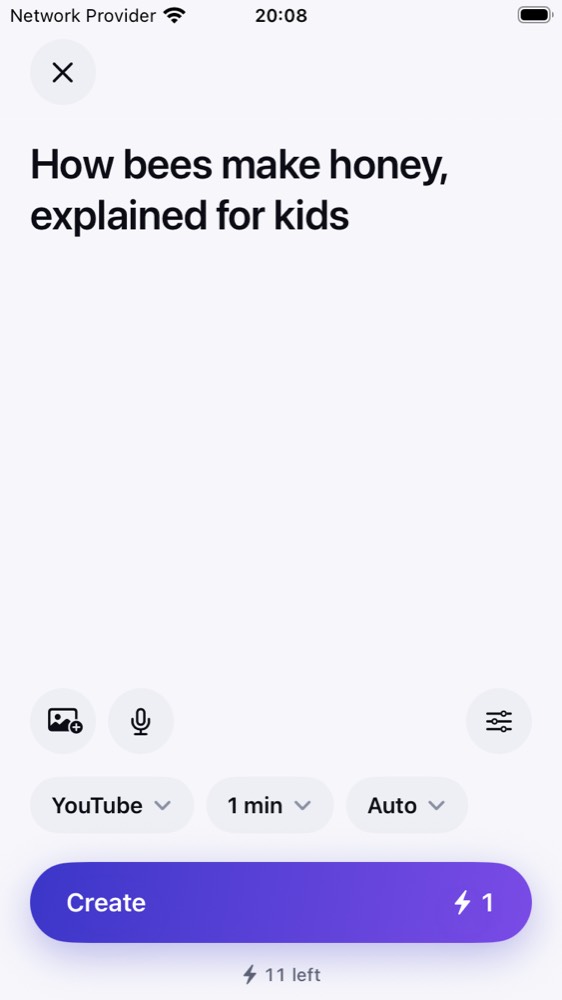 Network Provider 20:08
How bees make honey,
explained for kids
YouTube 1 min Auto
Create 1
11 left